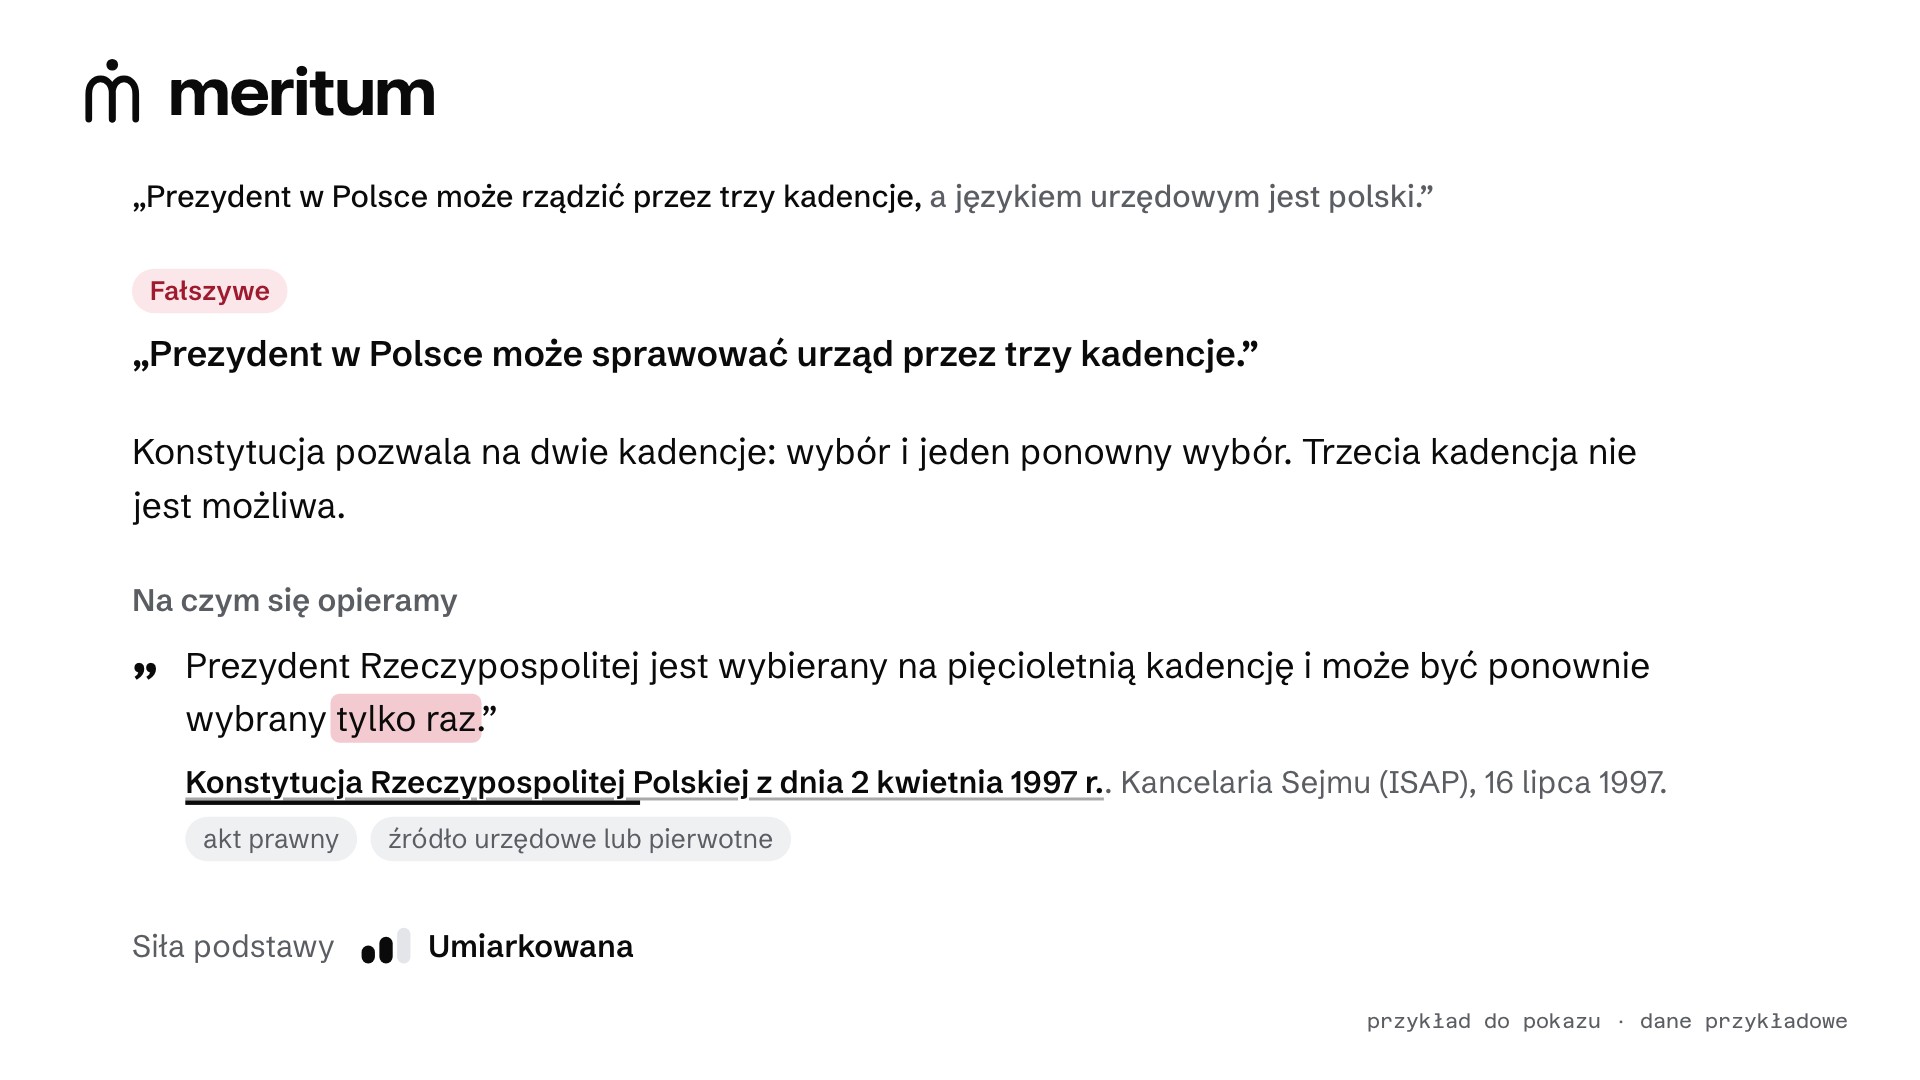 meritum
„Prezydent w Polsce może rządzić przez trzy kadencje, a językiem urzędowym jest polski.”
Fałszywe
„Prezydent w Polsce może sprawować urząd przez trzy kadencje.”
Konstytucja pozwala na dwie kadencje: wybór i jeden ponowny wybór. Trzecia kadencja nie
jest możliwa.
Na czym się opieramy
” Prezydent Rzeczypospolitej jest wybierany na pięcioletnią kadencję i może być ponownie
wybrany tylko raz.”
Konstytucja Rzeczypospolitej Polskiej z dnia 2 kwietnia 1997 r.. Kancelaria Sejmu (ISAP), 16 lipca 1997.
akt prawny źródło urzędowe lub pierwotne
Siła podstawy Umiarkowana
przykład do pokazu · dane przykładowe